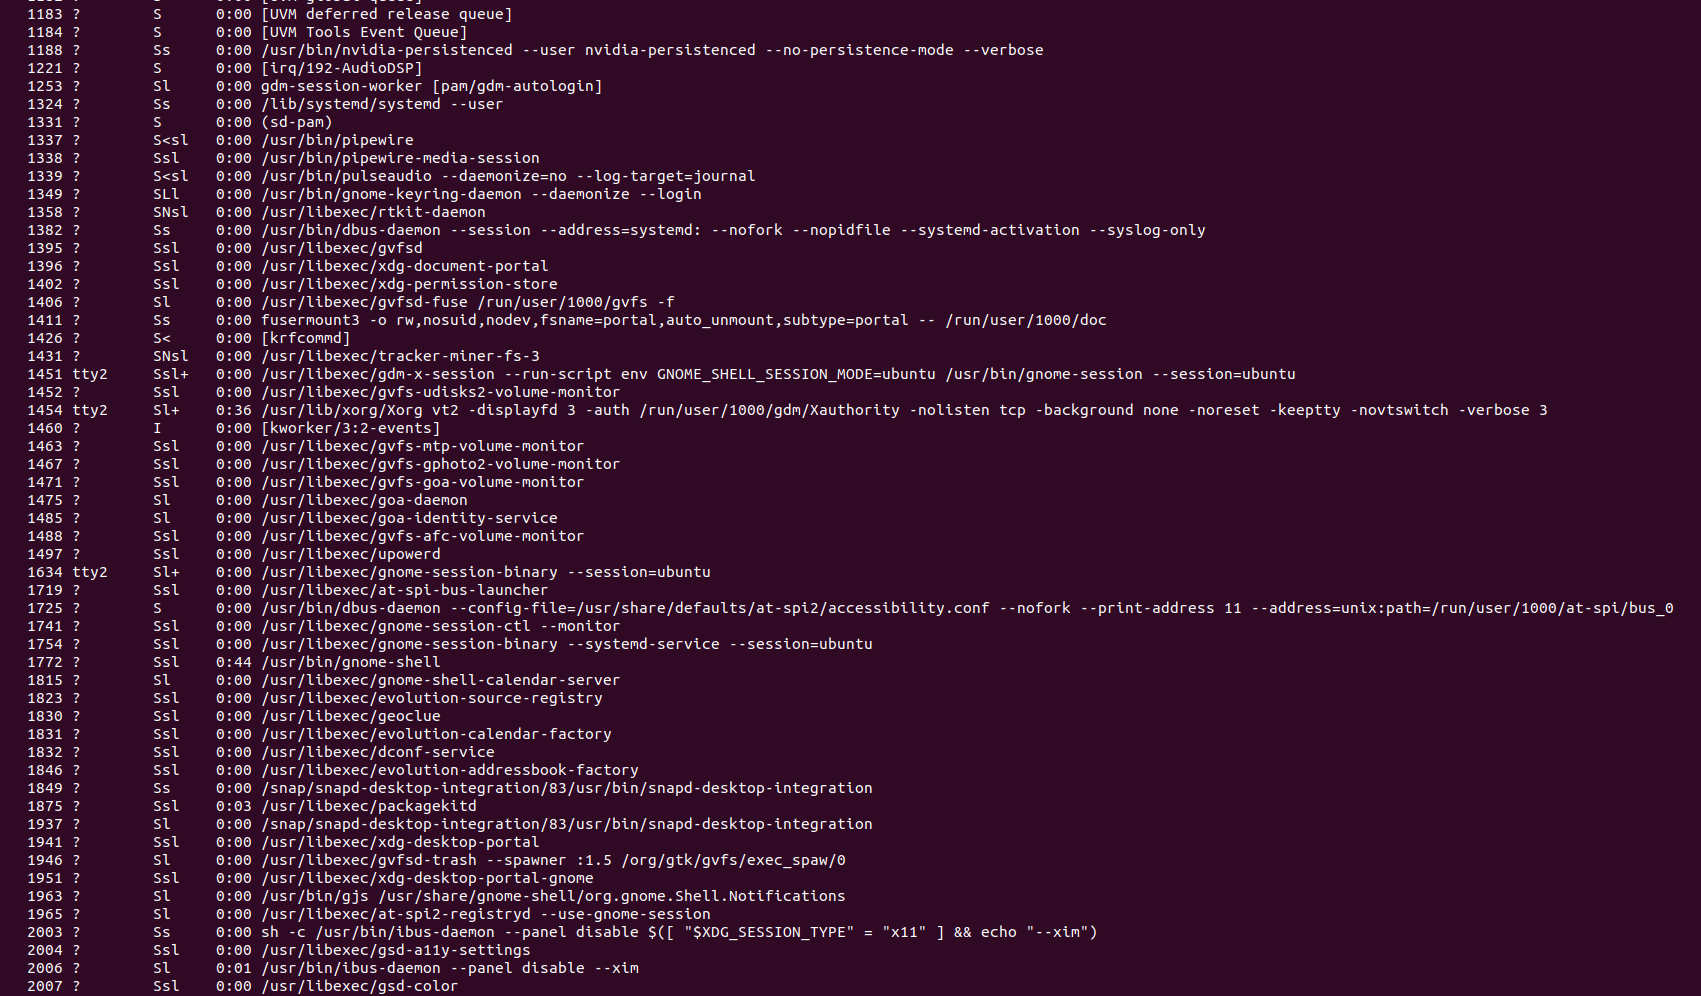 1183 ?        S      0:00 [UVM deferred release queue]
1184 ?        S      0:00 [UVM Tools Event Queue]
1188 ?        Ss     0:00 /usr/bin/nvidia-persistenced --user nvidia-persistenced --no-persistence-mode --verbose
1221 ?        S      0:00 [irq/192-AudioDSP]
1253 ?        Sl     0:00 gdm-session-worker [pam/gdm-autologin]
1324 ?        Ss     0:00 /lib/systemd/systemd --user
1331 ?        S      0:00 (sd-pam)
1337 ?        S<sl   0:00 /usr/bin/pipewire
1338 ?        Ssl    0:00 /usr/bin/pipewire-media-session
1339 ?        S<sl   0:00 /usr/bin/pulseaudio --daemonize=no --log-target=journal
1349 ?        SLl    0:00 /usr/bin/gnome-keyring-daemon --daemonize --login
1358 ?        SNsl   0:00 /usr/libexec/rtkit-daemon
1382 ?        Ss     0:00 /usr/bin/dbus-daemon --session --address=systemd: --nofork --nopidfile --systemd-activation --syslog-only
1395 ?        Ssl    0:00 /usr/libexec/gvfsd
1396 ?        Ssl    0:00 /usr/libexec/xdg-document-portal
1402 ?        Ssl    0:00 /usr/libexec/xdg-permission-store
1406 ?        Sl     0:00 /usr/libexec/gvfsd-fuse /run/user/1000/gvfs -f
1411 ?        Ss     0:00 fusermount3 -o rw,nosuid,nodev,fsname=portal,auto_unmount,subtype=portal -- /run/user/1000/doc
1426 ?        S<     0:00 [krfcommd]
1431 ?        SNsl   0:00 /usr/libexec/tracker-miner-fs-3
1451 tty2     Ssl+   0:00 /usr/libexec/gdm-x-session --run-script env GNOME_SHELL_SESSION_MODE=ubuntu /usr/bin/gnome-session --session=ubuntu
1452 ?        Ssl    0:00 /usr/libexec/gvfs-udisks2-volume-monitor
1454 tty2     Sl+    0:36 /usr/lib/xorg/Xorg vt2 -displayfd 3 -auth /run/user/1000/gdm/Xauthority -nolisten tcp -background none -noreset -keeptty -novtswitch -verbose 3
1460 ?        I      0:00 [kworker/3:2-events]
1463 ?        Ssl    0:00 /usr/libexec/gvfs-mtp-volume-monitor
1467 ?        Ssl    0:00 /usr/libexec/gvfs-gphoto2-volume-monitor
1471 ?        Ssl    0:00 /usr/libexec/gvfs-goa-volume-monitor
1475 ?        Sl     0:00 /usr/libexec/goa-daemon
1485 ?        Sl     0:00 /usr/libexec/goa-identity-service
1488 ?        Ssl    0:00 /usr/libexec/gvfs-afc-volume-monitor
1497 ?        Ssl    0:00 /usr/libexec/upowerd
1634 tty2     Sl+    0:00 /usr/libexec/gnome-session-binary --session=ubuntu
1719 ?        Ssl    0:00 /usr/libexec/at-spi-bus-launcher
1725 ?        S      0:00 /usr/bin/dbus-daemon --config-file=/usr/share/defaults/at-spi2/accessibility.conf --nofork --print-address 11 --address=unix:path=/run/user/1000/at-spi/bus_0
1741 ?        Ssl    0:00 /usr/libexec/gnome-session-ctl --monitor
1754 ?        Ssl    0:00 /usr/libexec/gnome-session-binary --systemd-service --session=ubuntu
1772 ?        Ssl    0:44 /usr/bin/gnome-shell
1815 ?        Sl     0:00 /usr/libexec/gnome-shell-calendar-server
1823 ?        Ssl    0:00 /usr/libexec/evolution-source-registry
1830 ?        Ssl    0:00 /usr/libexec/geoclue
1831 ?        Ssl    0:00 /usr/libexec/evolution-calendar-factory
1832 ?        Ssl    0:00 /usr/libexec/dconf-service
1846 ?        Ssl    0:00 /usr/libexec/evolution-addressbook-factory
1849 ?        Ss     0:00 /snap/snapd-desktop-integration/83/usr/bin/snapd-desktop-integration
1875 ?        Ssl    0:03 /usr/libexec/packagekitd
1937 ?        Sl     0:00 /snap/snapd-desktop-integration/83/usr/bin/snapd-desktop-integration
1941 ?        Ssl    0:00 /usr/libexec/xdg-desktop-portal
1946 ?        Sl     0:00 /usr/libexec/gvfsd-trash --spawner :1.5 /org/gtk/gvfs/exec_spaw/0
1951 ?        Ssl    0:00 /usr/libexec/xdg-desktop-portal-gnome
1963 ?        Sl     0:00 /usr/bin/gjs /usr/share/gnome-shell/org.gnome.Shell.Notifications
1965 ?        Sl     0:00 /usr/libexec/at-spi2-registryd --use-gnome-session
2003 ?        Ss     0:00 sh -c /usr/bin/ibus-daemon --panel disable $([ "$XDG_SESSION_TYPE" = "x11" ] && echo "--xim")
2004 ?        Ssl    0:00 /usr/libexec/gsd-a11y-settings
2006 ?        Sl     0:01 /usr/bin/ibus-daemon --panel disable --xim
2007 ?        Ssl    0:00 /usr/libexec/gsd-color